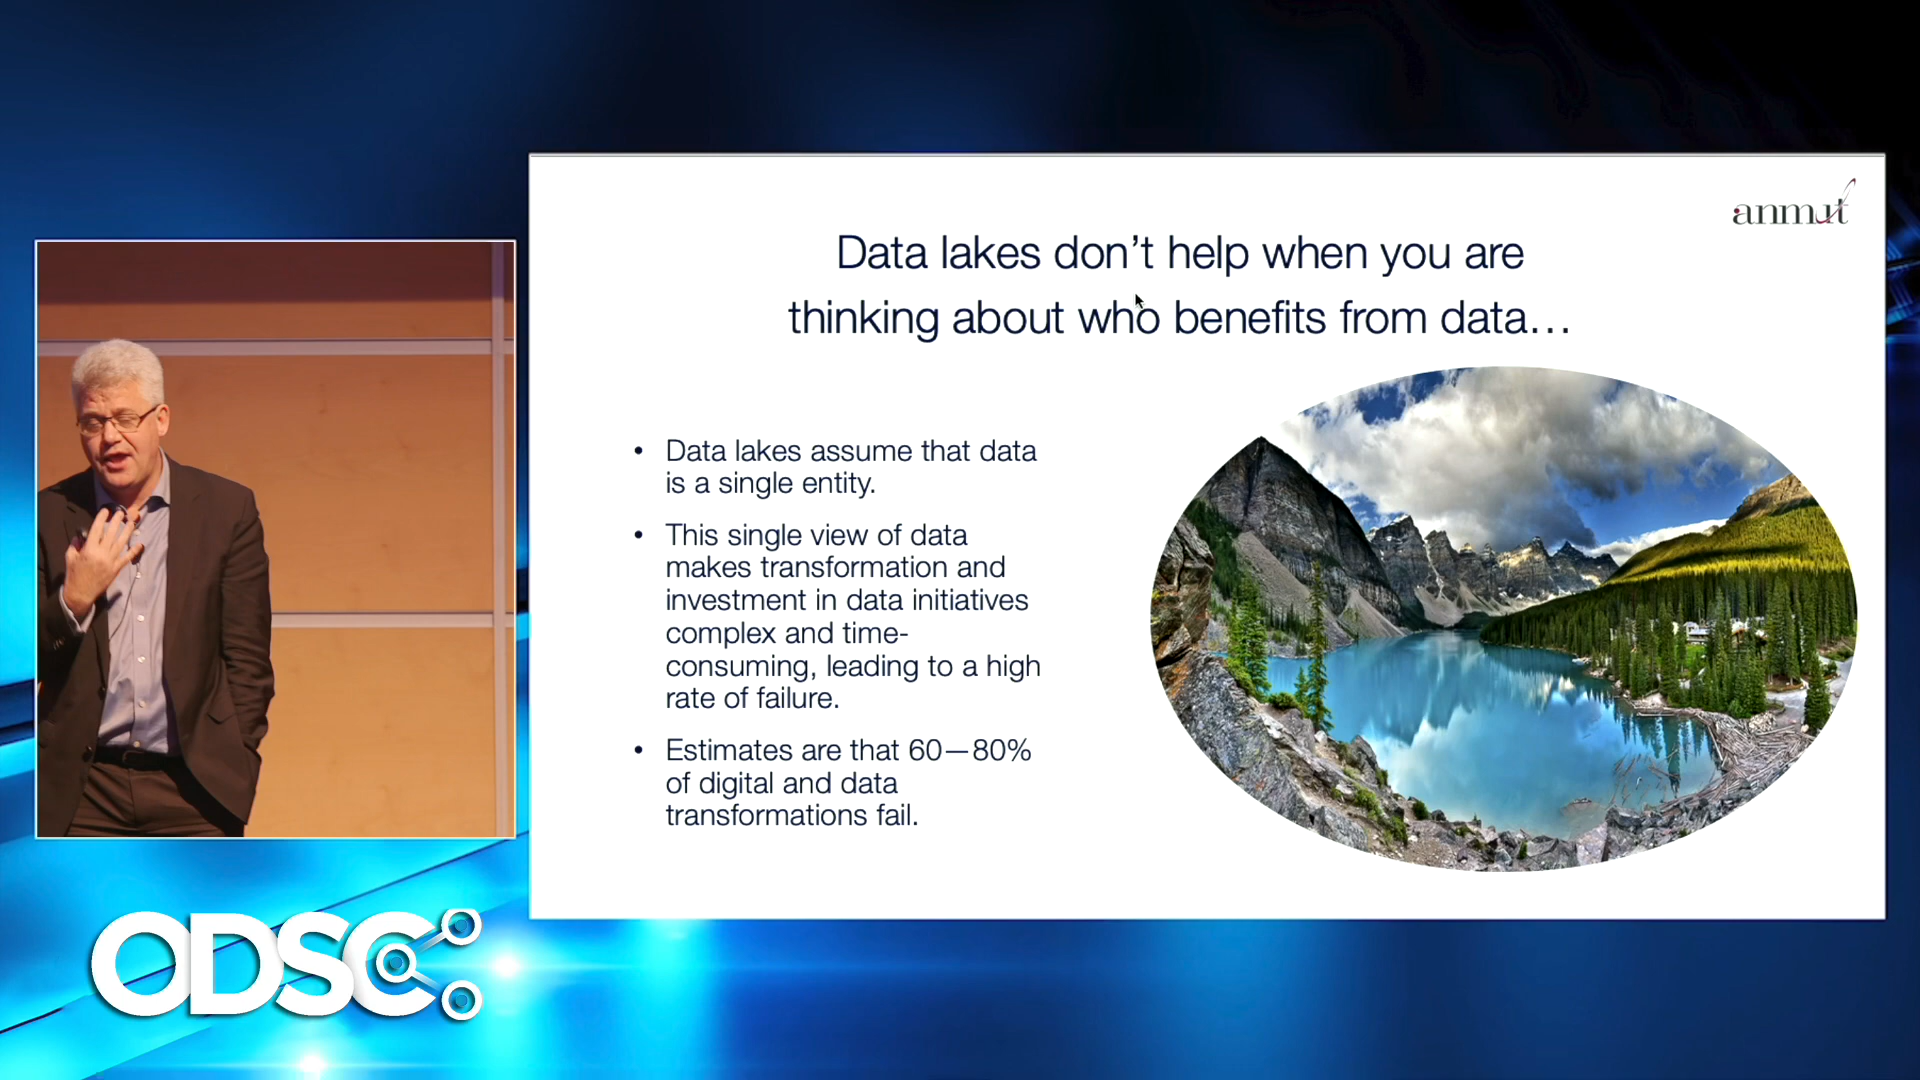 anmut
Data lakes don’t help when you are
thinking about who benefits from data…
• Data lakes assume that data
is a single entity.
• This single view of data
makes transformation and
investment in data initiatives
complex and time-
consuming, leading to a high
rate of failure.
• Estimates are that 60—80%
of digital and data
transformations fail.
ODSC